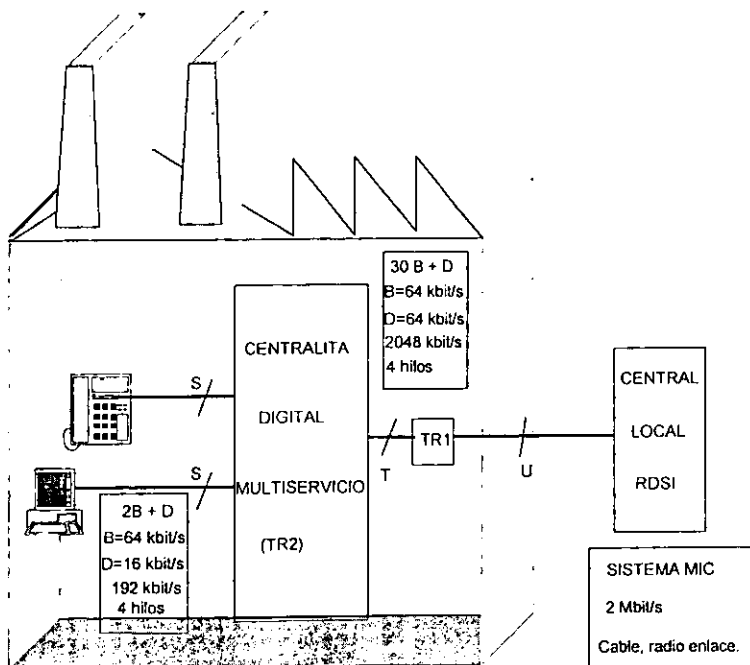 30 B + D
B=64 kbit/s
D=64 kbit/s
2048 kbit/s
4 hilos
CENTRALITA
DIGITAL
MULTISERVICIO
(TR2)
S
S
2B + D
B=64 kbit/s
D=16 kbit/s
192 kbit/s
4 hilos
T
TR1
U
CENTRAL
LOCAL
RDSI
SISTEMA MIC
2 Mbit/s
Cable, radio enlace.